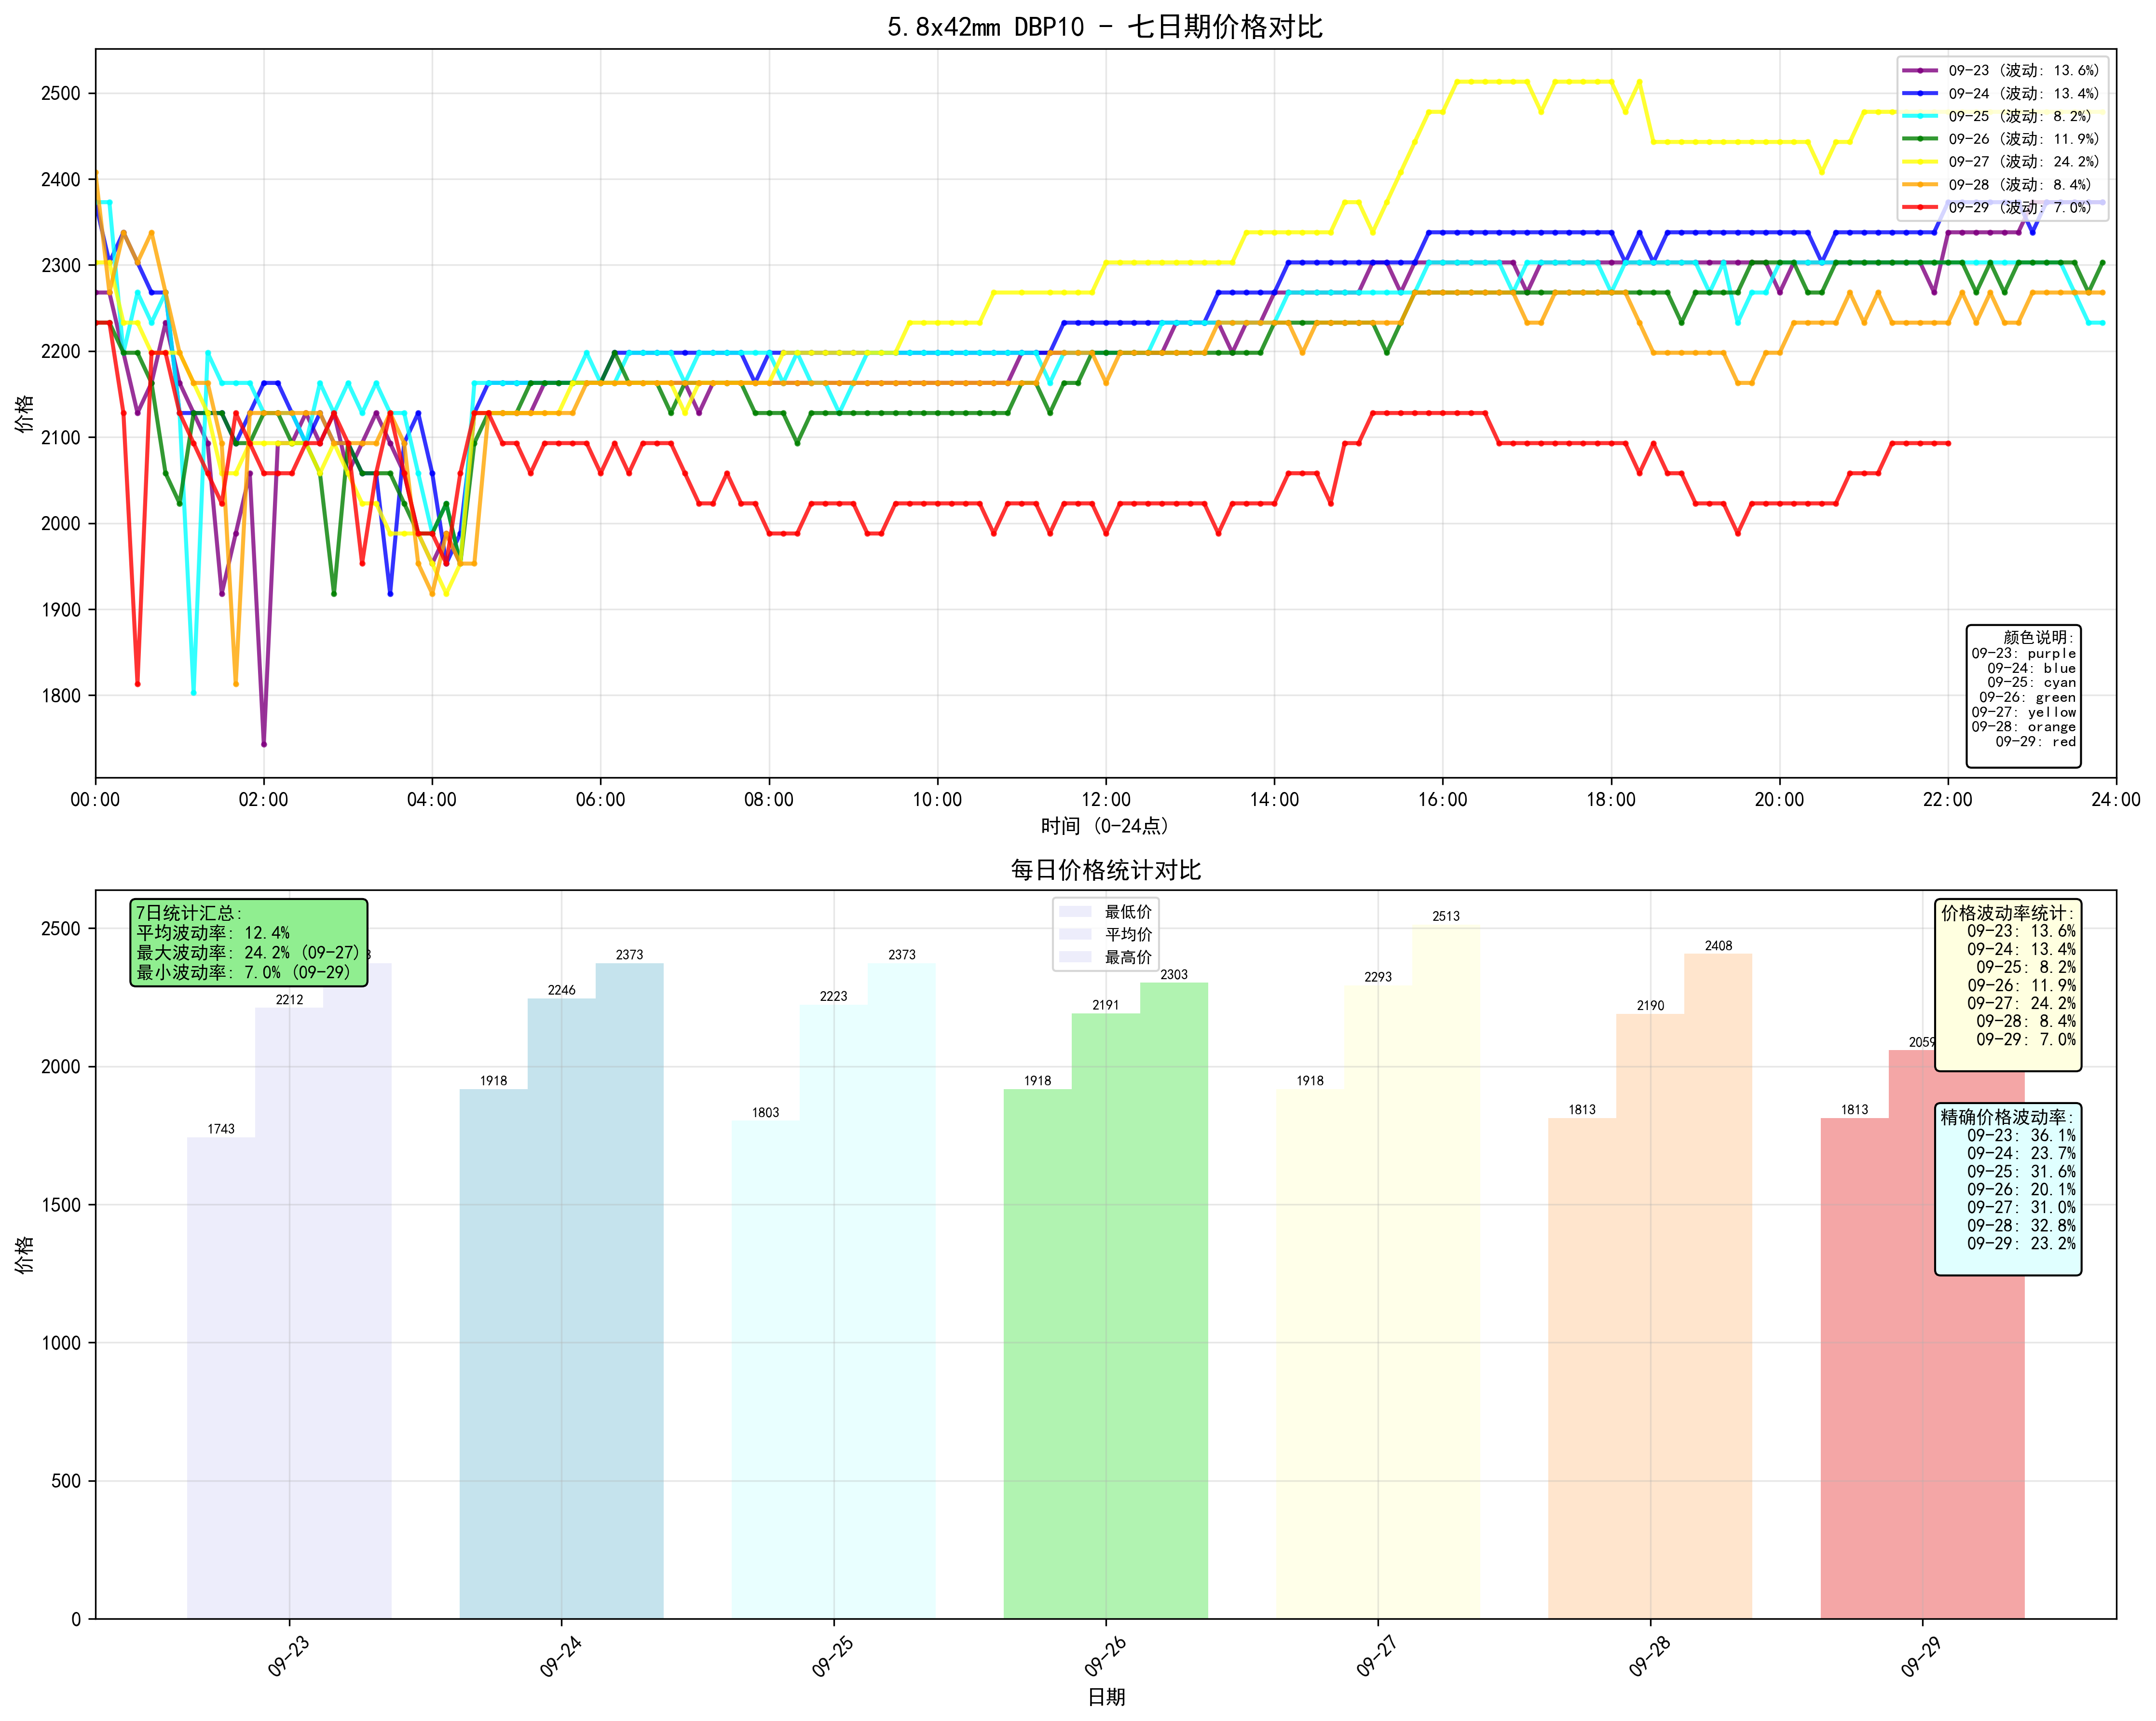 5.8x42mm DBP10 - 七日期价格对比
价格
2500
2400
2300
2200
2100
2000
1900
1800
09-23 (波动: 13.6%)
09-24 (波动: 13.4%)
09-25 (波动: 8.2%)
09-26 (波动: 11.9%)
09-27 (波动: 24.2%)
09-28 (波动: 8.4%)
09-29 (波动: 7.0%)
颜色说明:
09-23: purple
09-24: blue
09-25: cyan
09-26: green
09-27: yellow
09-28: orange
09-29: red
00:00 02:00 04:00 06:00 08:00 10:00 12:00 14:00 16:00 18:00 20:00 22:00 24:00
时间 (0-24点)
每日价格统计对比
价格
2500
2000
1500
1000
500
0
7日统计汇总:
平均波动率: 12.4%
最大波动率: 24.2% (09-27)
最小波动率: 7.0% (09-29)
最低价
平均价
最高价
价格波动率统计:
09-23: 13.6%
09-24: 13.4%
09-25: 8.2%
09-26: 11.9%
09-27: 24.2%
09-28: 8.4%
09-29: 7.0%
精确价格波动率:
09-23: 36.1%
09-24: 23.7%
09-25: 31.6%
09-26: 20.1%
09-27: 31.0%
09-28: 32.8%
09-29: 23.2%
1743 2212
1918 2246 2373
1803 2223 2373
1918 2191 2303
1918 2293 2513
1813 2190 2408
1813 2059
09-23 09-24 09-25 09-26 09-27 09-28 09-29
日期